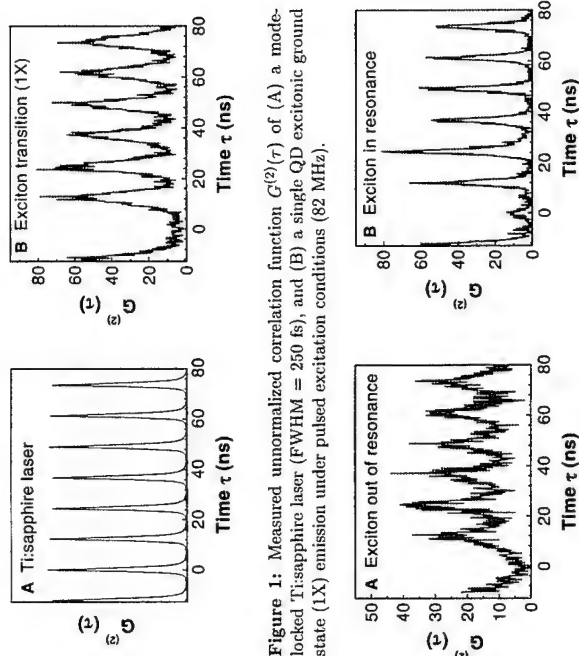 A Ti:sapphire laser
G(2) (τ)
0 20 40 60 80
Time τ (ns)
B Exciton transition (1X)
80
60
40
20
0
G(2) (τ)
0 20 40 60 80
Time τ (ns)
Figure 1: Measured unnormalized correlation function G(2)(τ) of (A) a mode-
locked Ti:sapphire laser (FWHM = 250 fs), and (B) a single QD excitonic ground
state (1X) emission under pulsed excitation conditions (82 MHz).
A Exciton out of resonance
50
40
30
20
10
0
G(2) (τ)
0 20 40 60 80
Time τ (ns)
B Exciton in resonance
80
60
40
20
0
G(2) (τ)
0 20 40 60 80
Time τ (ns)